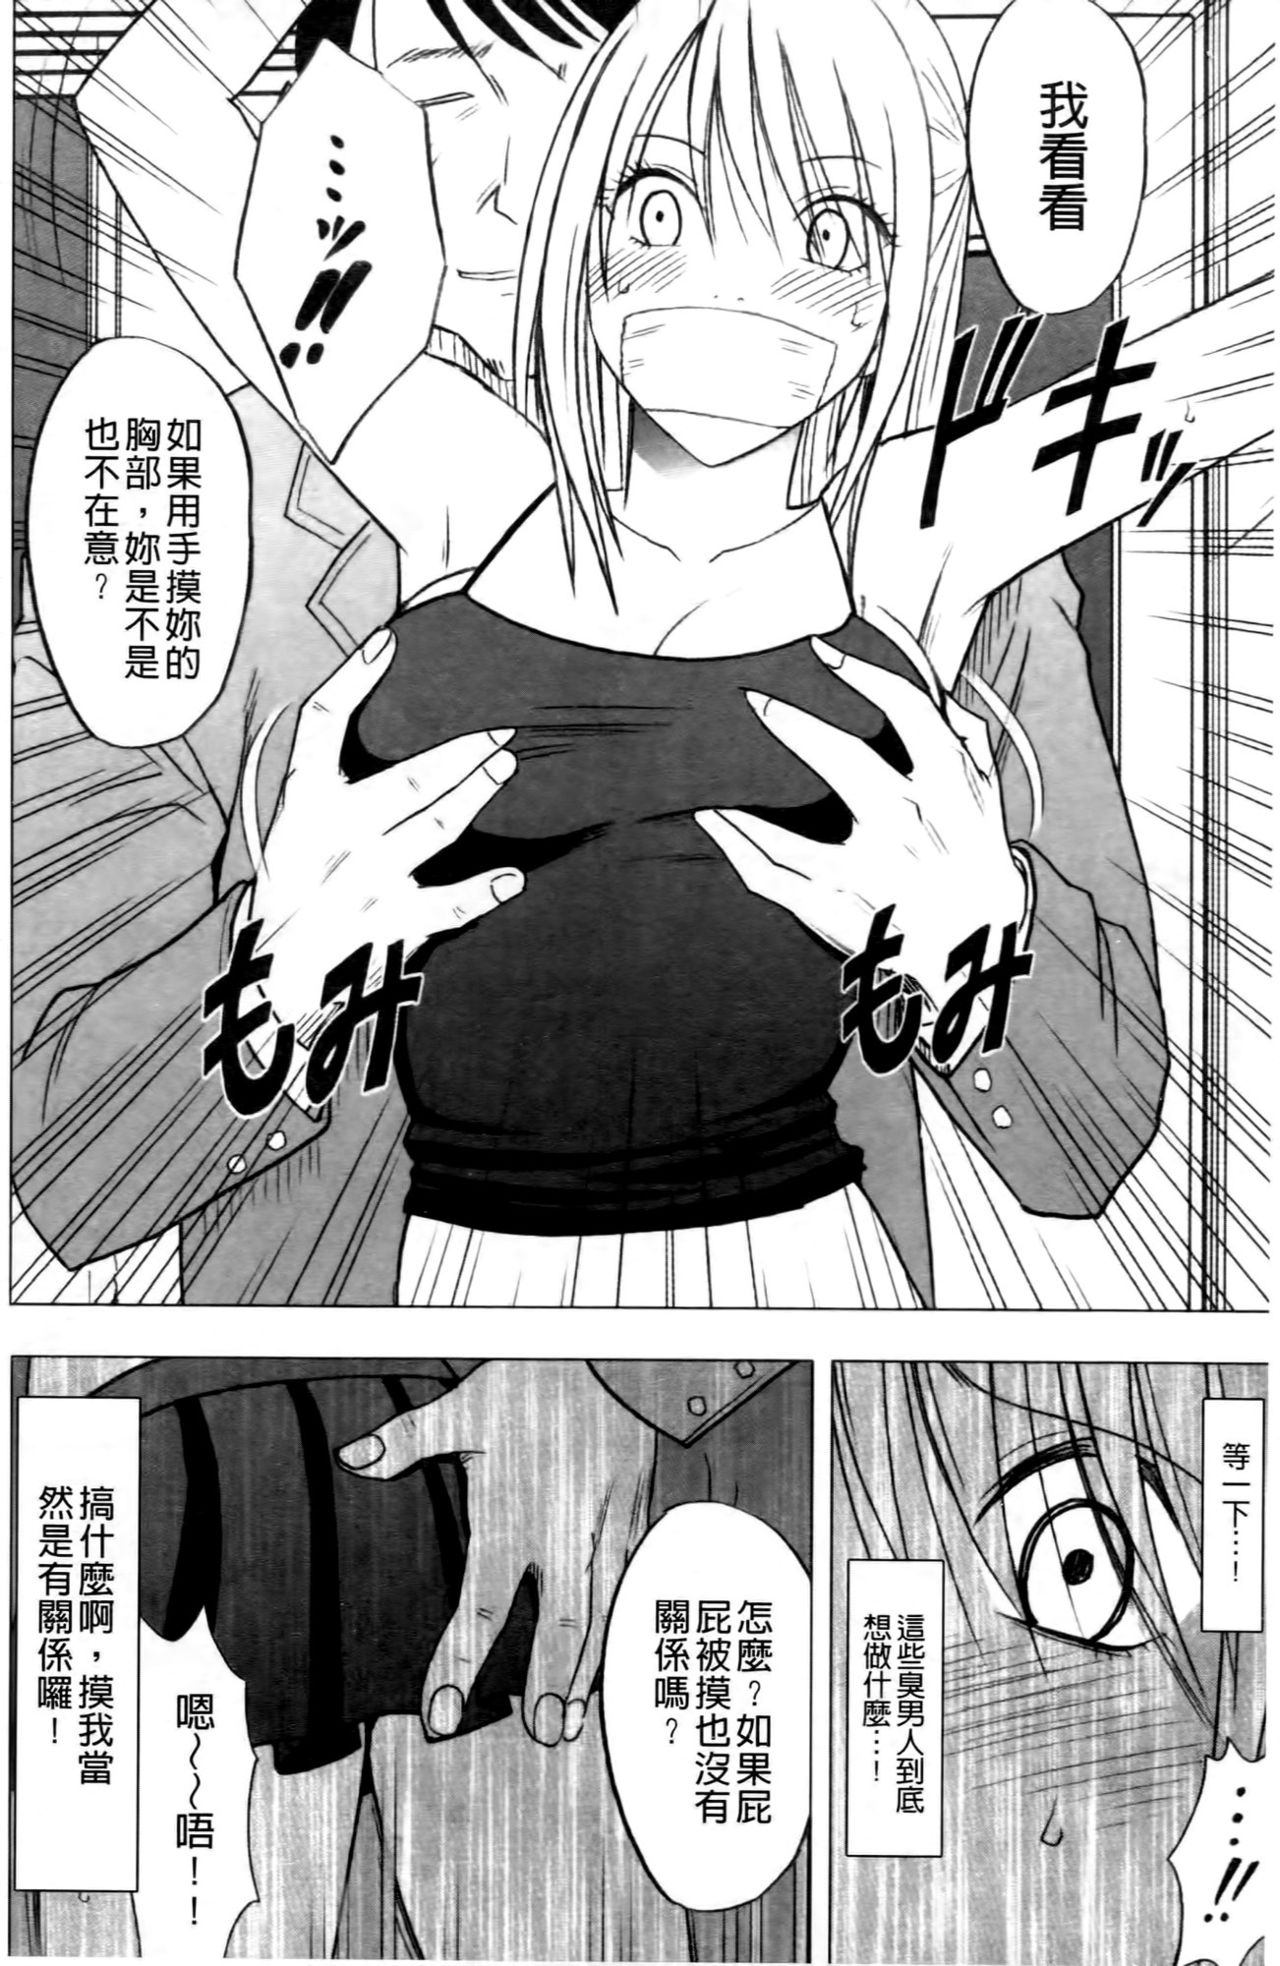 我看看
……!!
ドキッ
如果用手摸妳的
胸部，妳是不是
也不在意？
もみ
もみ
等一下…！
這些臭男人到底
想做什麼…！
……!!
怎麼？如果屁
屁被摸也沒有
關係嗎？
嗯～～唔！！
搞什麼啊，摸我當
然是有關係囉！